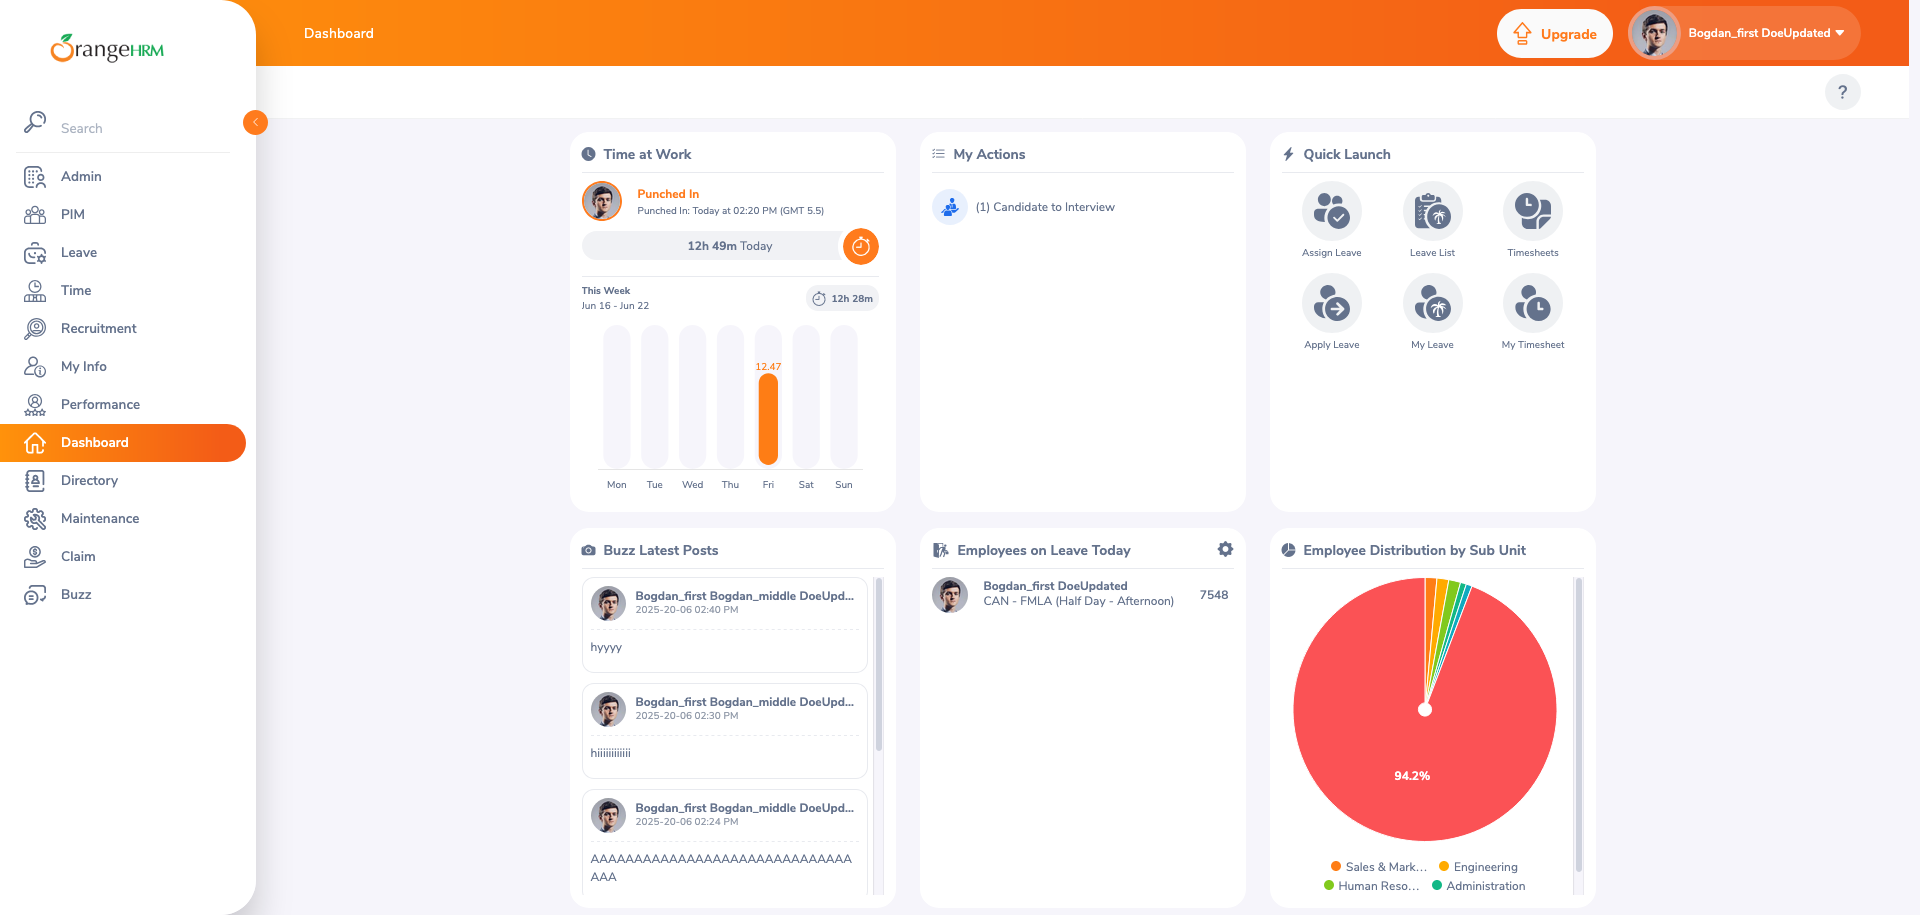 OrangeHRM
Dashboard
Upgrade
Bogdan_first DoeUpdated
?
Search
Admin
PIM
Leave
Time
Recruitment
My Info
Performance
Dashboard
Directory
Maintenance
Claim
Buzz
Time at Work
Punched In
Punched In: Today at 02:20 PM (GMT 5.5)
12h 49m Today
This Week
Jun 16 - Jun 22
12h 28m
12.47
Mon Tue Wed Thu Fri Sat Sun
My Actions
(1) Candidate to Interview
Quick Launch
Assign Leave Leave List Timesheets
Apply Leave My Leave My Timesheet
Buzz Latest Posts
Bogdan_first Bogdan_middle DoeUpd...
2025-20-06 02:40 PM
hyyyy
Bogdan_first Bogdan_middle DoeUpd...
2025-20-06 02:30 PM
hiiiiiiiiiiiii
Bogdan_first Bogdan_middle DoeUpd...
2025-20-06 02:24 PM
AAAAAAAAAAAAAAAAAAAAAAAAAAAAAA
AAA
Employees on Leave Today
Bogdan_first DoeUpdated
CAN - FMLA (Half Day - Afternoon)
7548
Employee Distribution by Sub Unit
94.2%
Sales & Mark... Engineering
Human Reso... Administration